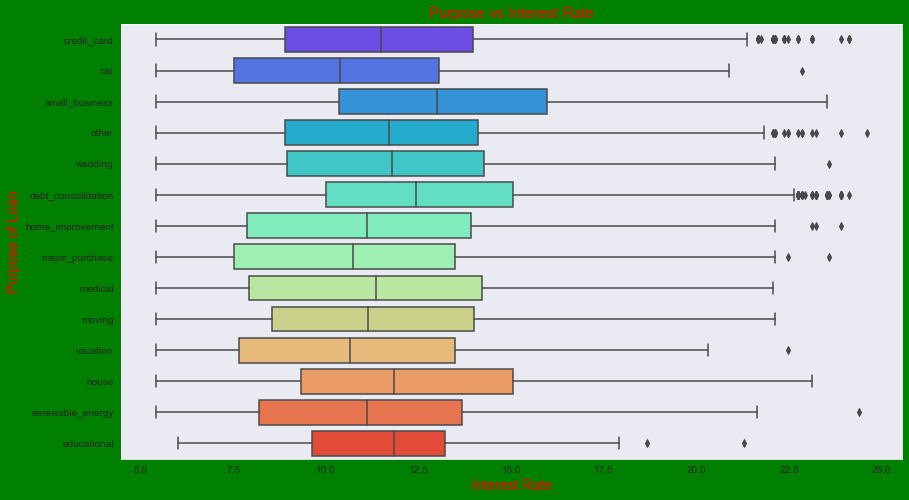 Purpose vs Interest Rate
credit_card
car
small_business
other
wedding
debt_consolidation
home_improvement
major_purchase
medical
moving
vacation
house
renewable_energy
educational
Purpose of Loan
5.0 7.5 10.0 12.5 15.0 17.5 20.0 22.5 25.0
Interest Rate